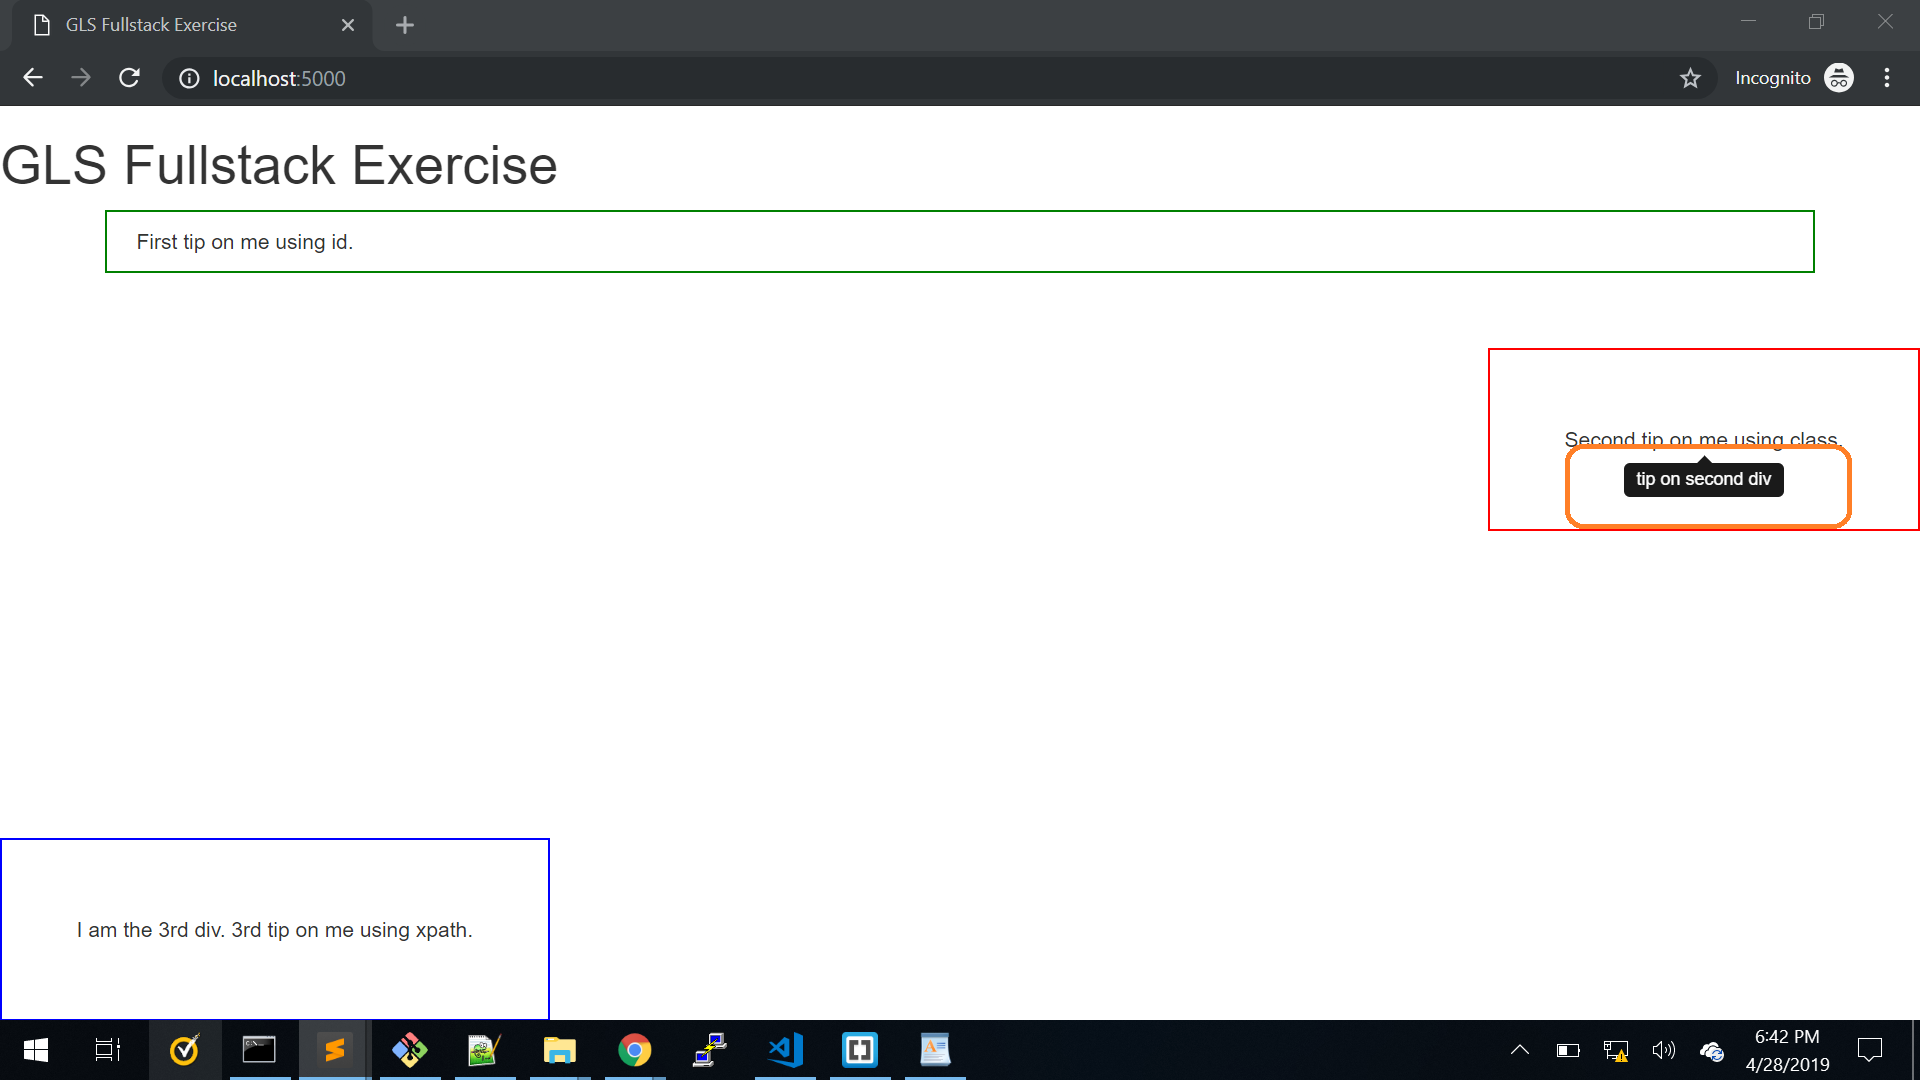 GLS Fullstack Exercise
localhost:5000
Incognito
GLS Fullstack Exercise
First tip on me using id.
Second tip on me using class.
tip on second div
I am the 3rd div. 3rd tip on me using xpath.
6:42 PM
4/28/2019